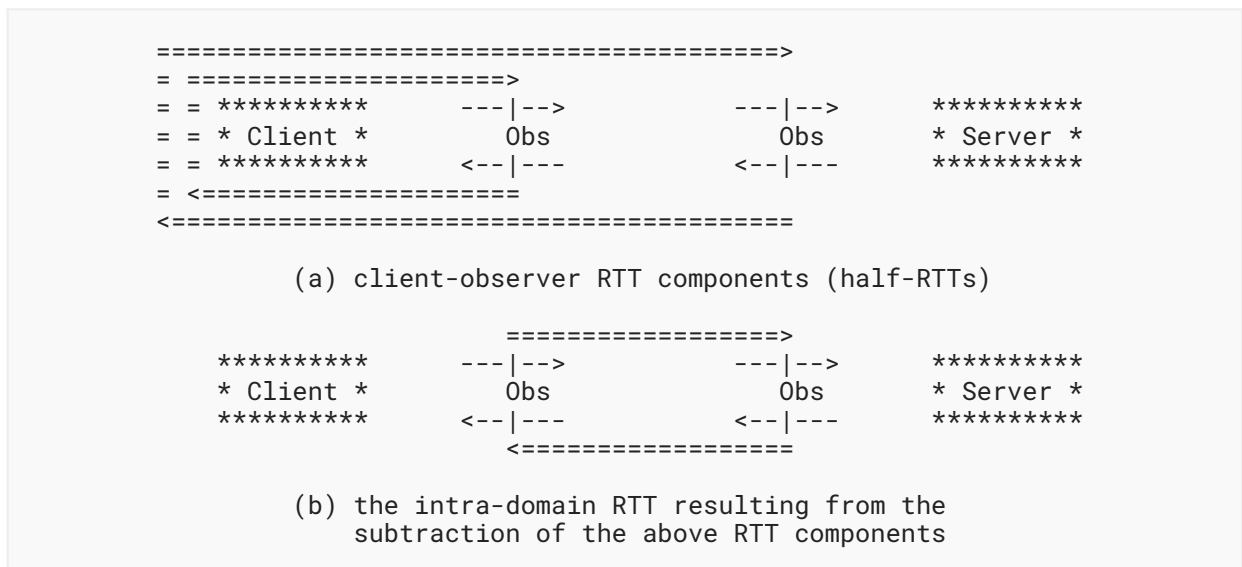 =========================================>
= =====================>
= = **********      ---|-->           ---|-->      **********
= = * Client *         Obs               Obs       * Server *
= = **********      <--|---           <--|---      **********
= <=====================
<=========================================
(a) client-observer RTT components (half-RTTs)
==================>
**********      ---|-->           ---|-->      **********
* Client *         Obs               Obs       * Server *
**********      <--|---           <--|---      **********
<==================
(b) the intra-domain RTT resulting from the
subtraction of the above RTT components